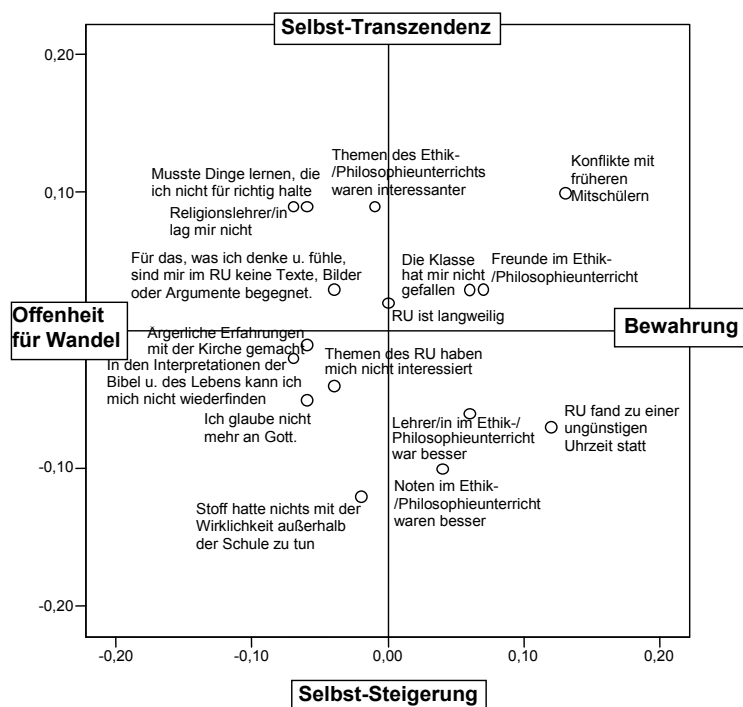 Selbst-Transzendenz
0,20
Themen des Ethik-
/Philosophieunterrichts
waren interessanter
Musste Dinge lernen, die
ich nicht für richtig halte
Konflikte mit
früheren
Mitschülern
0,10
Religionslehrer/in
lag mir nicht
Für das, was ich denke u. fühle,
sind mir im RU keine Texte, Bilder
oder Argumente begegnet.
Die Klasse
hat mir nicht
gefallen
Freunde im Ethik-
/Philosophieunterricht
RU ist langweilig
Offenheit
für Wandel
Bewahrung
Ärgerliche Erfahrungen
mit der Kirche gemacht
In den Interpretationen der
Bibel u. des Lebens kann ich
mich nicht wiederfinden
Themen des RU haben
mich nicht interessiert
Ich glaube nicht
mehr an Gott.
Lehrer/in im Ethik-/
Philosophieunterricht
war besser
RU fand zu einer
ungünstigen
Uhrzeit statt
-0,10
Noten im Ethik-
/Philosophieunterricht
waren besser
Stoff hatte nichts mit der
Wirklichkeit außerhalb
der Schule zu tun
-0,20
-0,20
-0,10
0,00
0,10
0,20
Selbst-Steigerung